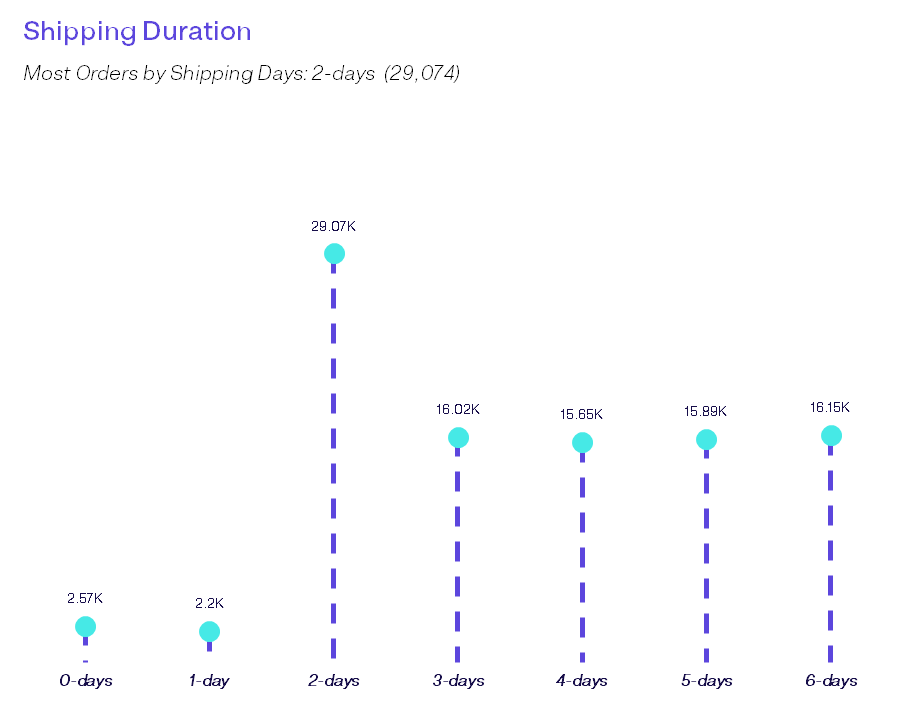 Shipping Duration
Most Orders by Shipping Days: 2-days (29,074)
29.07K
16.02K
15.65K
15.89K
16.15K
2.57K
2.2K
0-days
1-day
2-days
3-days
4-days
5-days
6-days